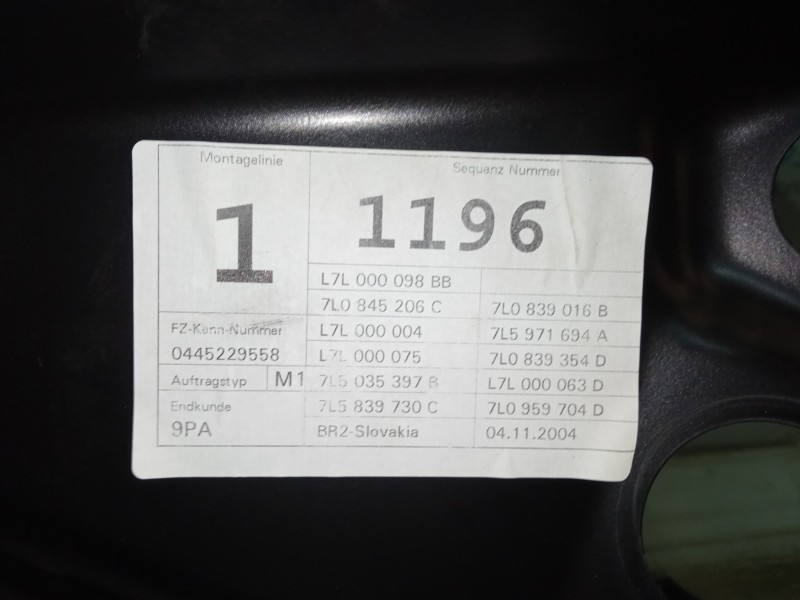 Montagelinie
Sequenz Nummer
1
1196
L7L 000 098 BB
7L0 845 206 C
7L0 839 016 B
FZ-Kenn-Nummer
L7L 000 004
7L5 971 694 A
0445229558
L7L 000 075
7L0 839 354 D
Auftragstyp
M1
7L5 035 397 B
L7L 000 063 D
Endkunde
7L5 839 730 C
7L0 959 704 D
9PA
BR2-Slovakia
04.11.2004